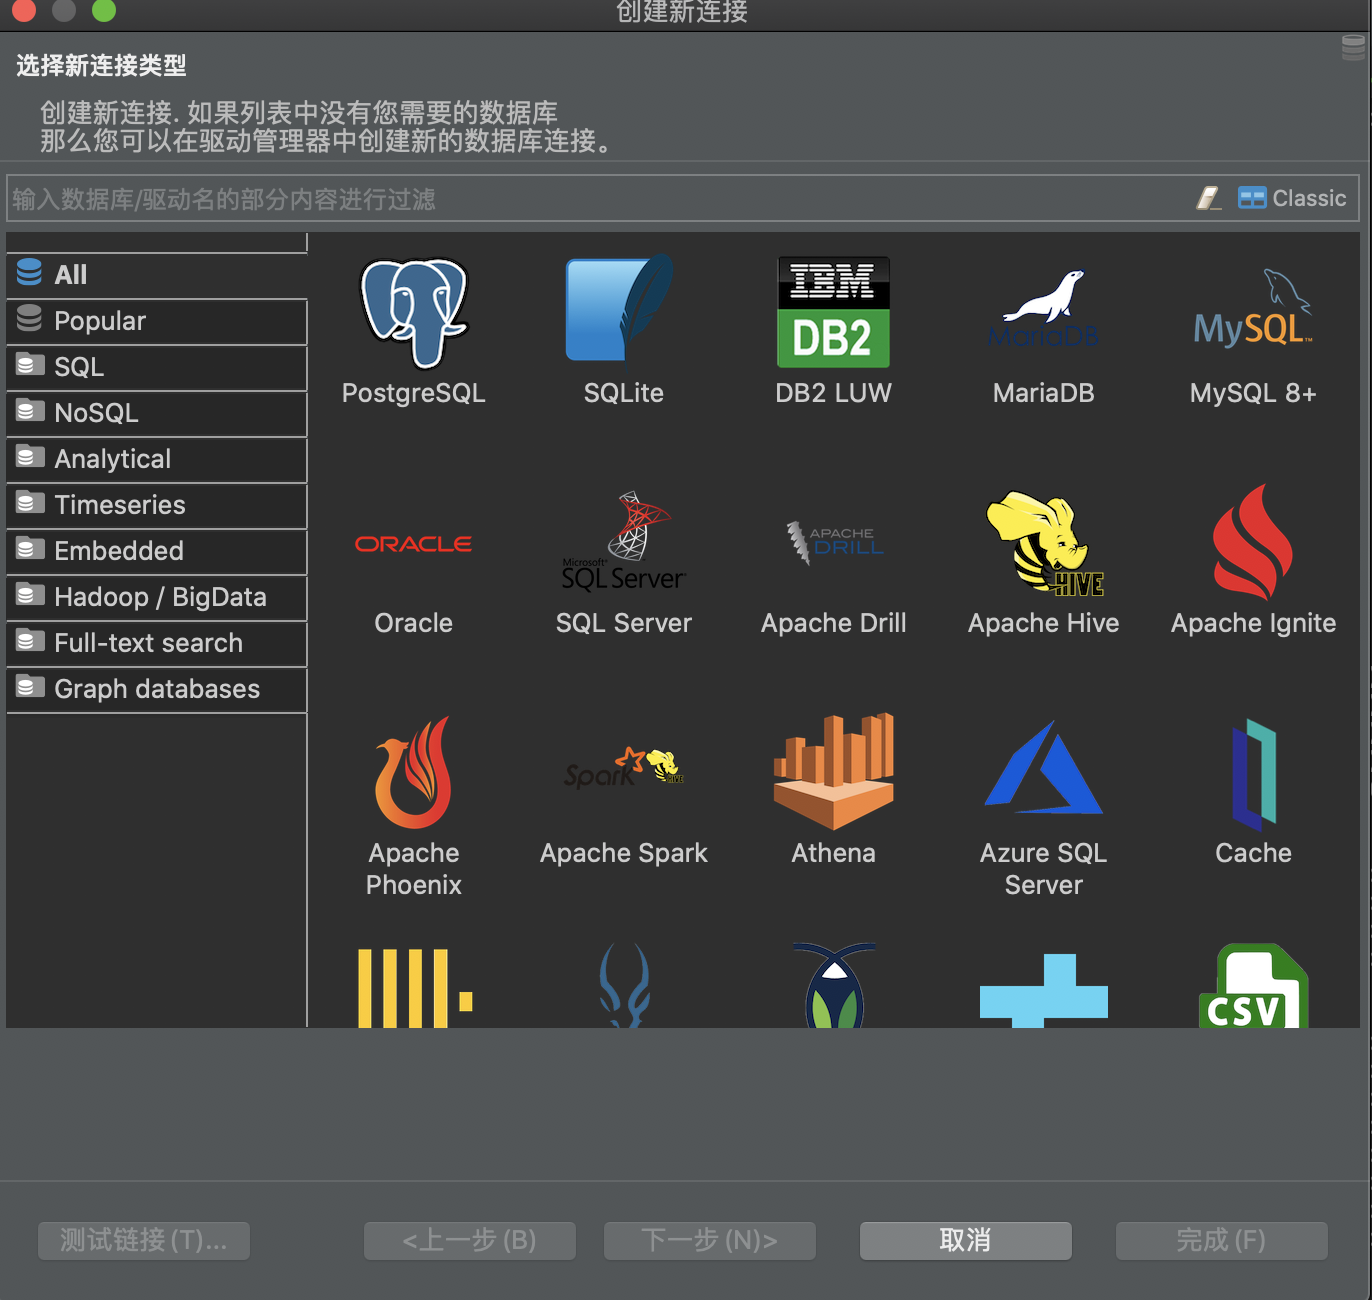 创建新连接
选择新连接类型
创建新连接. 如果列表中没有您需要的数据库
那么您可以在驱动管理器中创建新的数据库连接。
输入数据库/驱动名的部分内容进行过滤
Classic
All
Popular
SQL
NoSQL
Analytical
Timeseries
Embedded
Hadoop / BigData
Full-text search
Graph databases
IBM
DB2
MariaDB
MySQL™
PostgreSQL
SQLite
DB2 LUW
MariaDB
MySQL 8+
ORACLE
Microsoft®
SQL Server
APACHE
DRILL
HIVE
Oracle
SQL Server
Apache Drill
Apache Hive
Apache Ignite
Spark
HIVE
Apache
Phoenix
Apache Spark
Athena
Azure SQL
Server
Cache
CSV
测试链接(T)...
<上一步(B)
下一步(N)>
取消
完成(F)